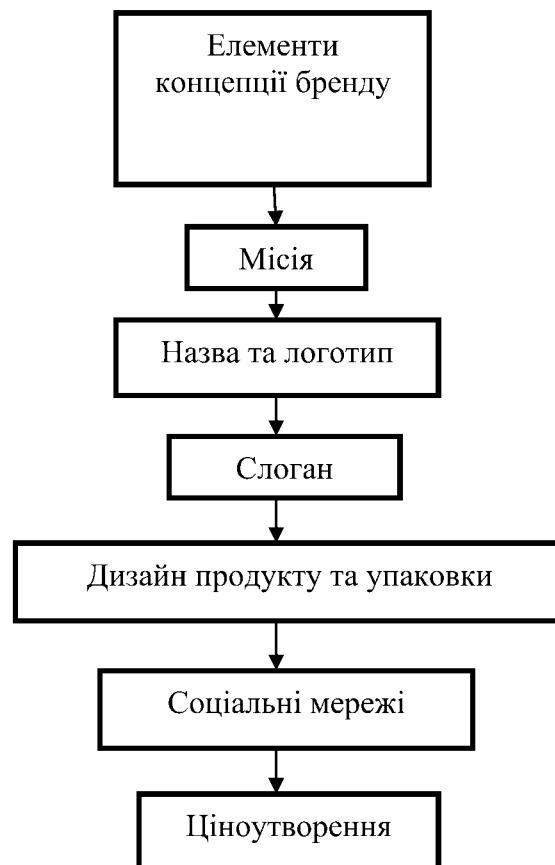 Елементи
концепції бренду
Місія
Назва та логотип
Слоган
Дизайн продукту та упаковки
Соціальні мережі
Ціноутворення